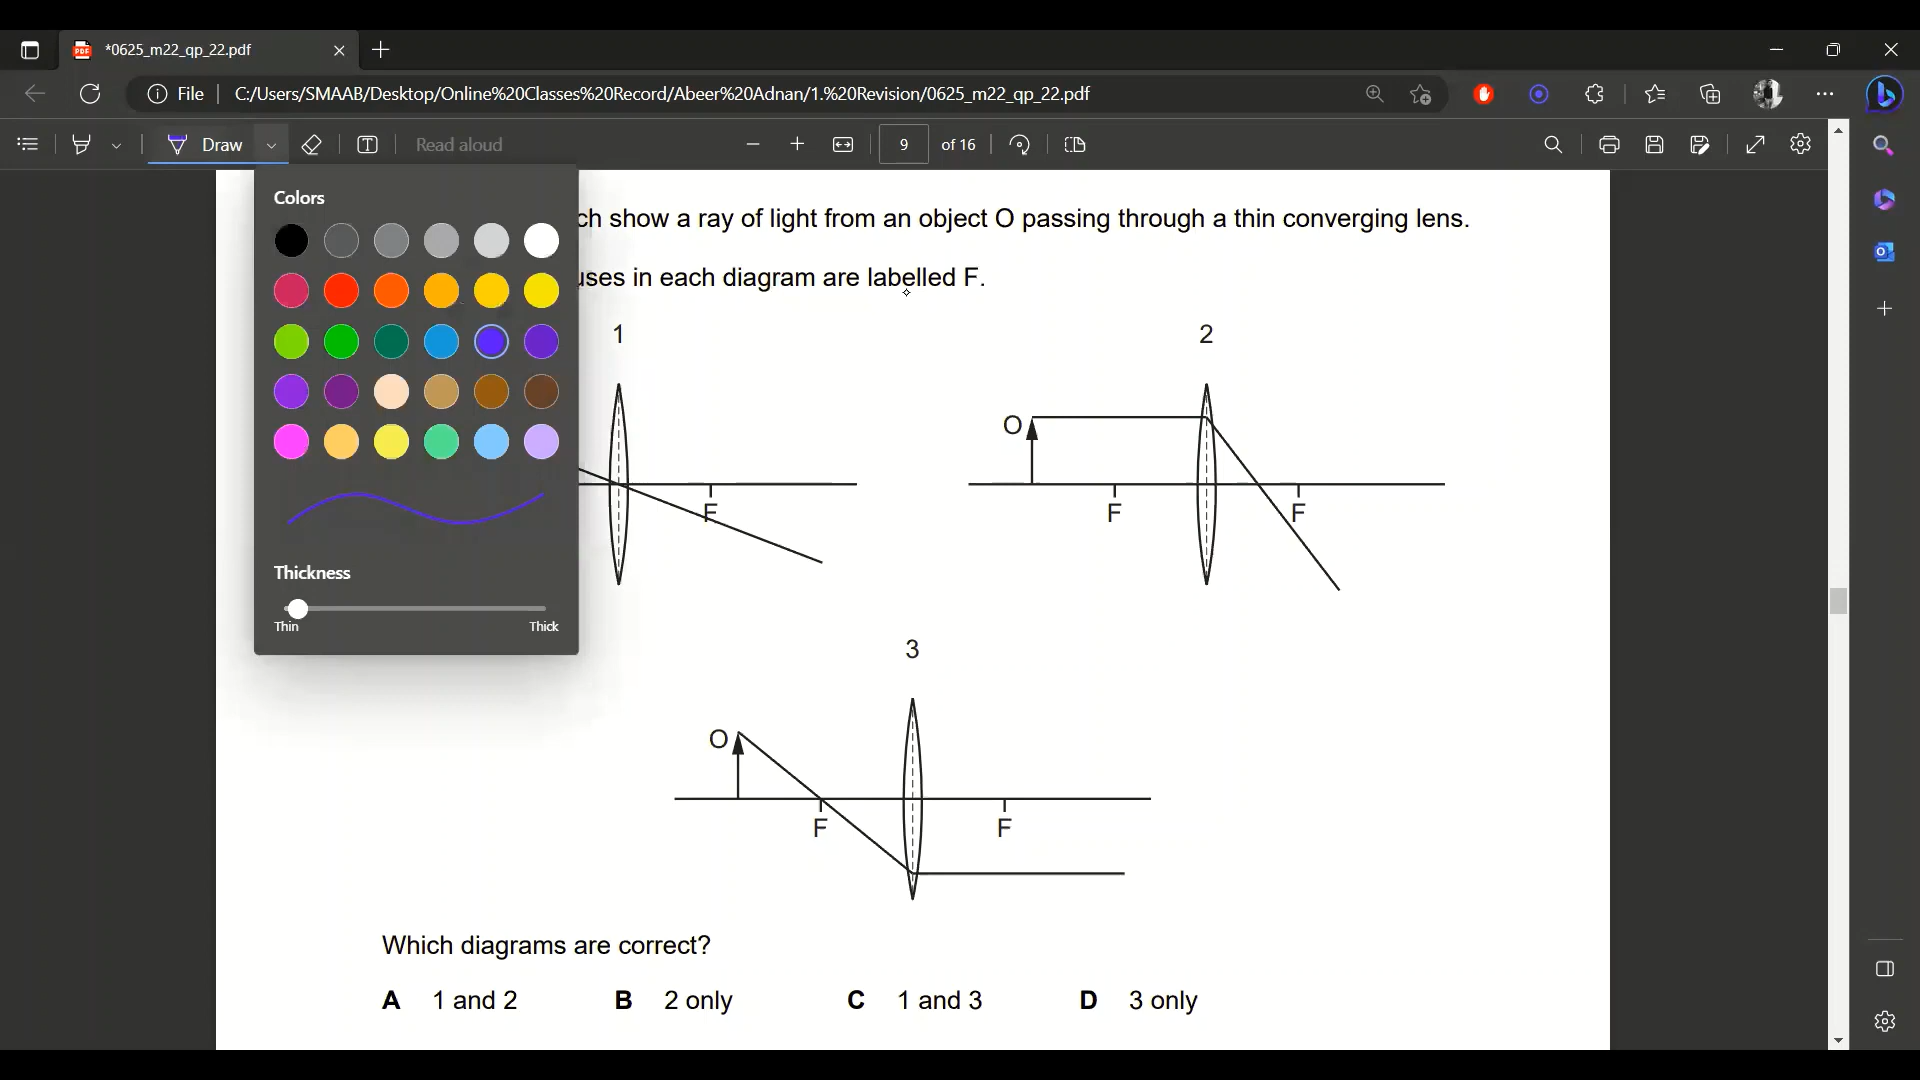 *0625_m22_qp_22.pdf
File
C:/Users/SMAAB/Desktop/Online%20Classes%20Record/Abeer%20Adnan/1.%20Revision/0625_m22_qp_22.pdf
Draw
Read aloud
9 of 16
Colors
Thickness
Thin
Thick
ch show a ray of light from an object O passing through a thin converging lens.
uses in each diagram are labelled F.
1
2
O
F
F
F
3
O
F
F
Which diagrams are correct?
A 1 and 2 B 2 only C 1 and 3 D 3 only